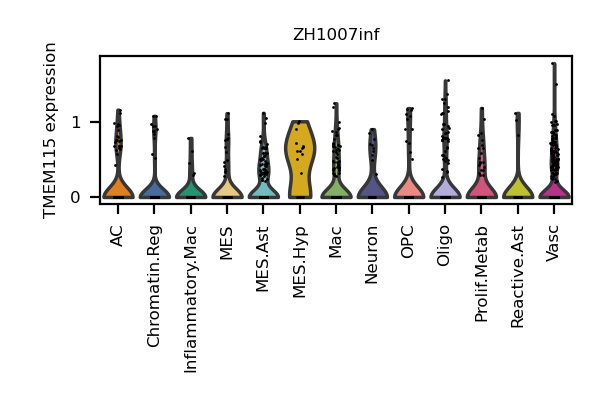 ZH1007inf
TMEM115 expression
1
0
AC
Chromatin.Reg
Inflammatory.Mac
MES
MES.Ast
MES.Hyp
Mac
Neuron
OPC
Oligo
Prolif.Metab
Reactive.Ast
Vasc